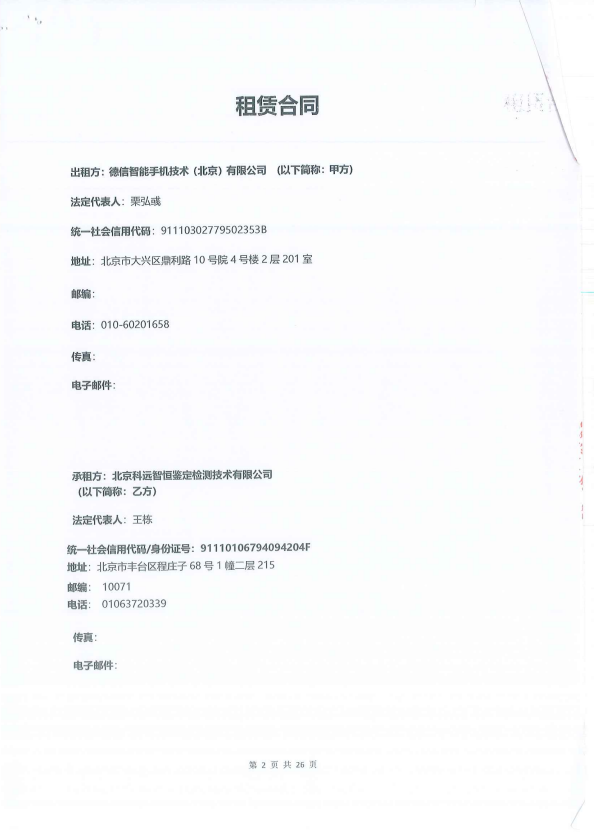 租赁合同
出租方：德信智能手机技术（北京）有限公司 （以下简称：甲方）
法定代表人：栗弘彧
统一社会信用代码：91110302779502353B
地址：北京市大兴区鼎利路 10 号院 4 号楼 2 层 201 室
邮编：
电话：010-60201658
传真：
电子邮件：
承租方：北京科远智恒鉴定检测技术有限公司
（以下简称：乙方）
法定代表人：王栋
统一社会信用代码/身份证号：91110106794094204F
地址：北京市丰台区程庄子 68 号 1 幢二层 215
邮编： 10071
电话： 01063720339
传真：
电子邮件：
第 2 页 共 26 页